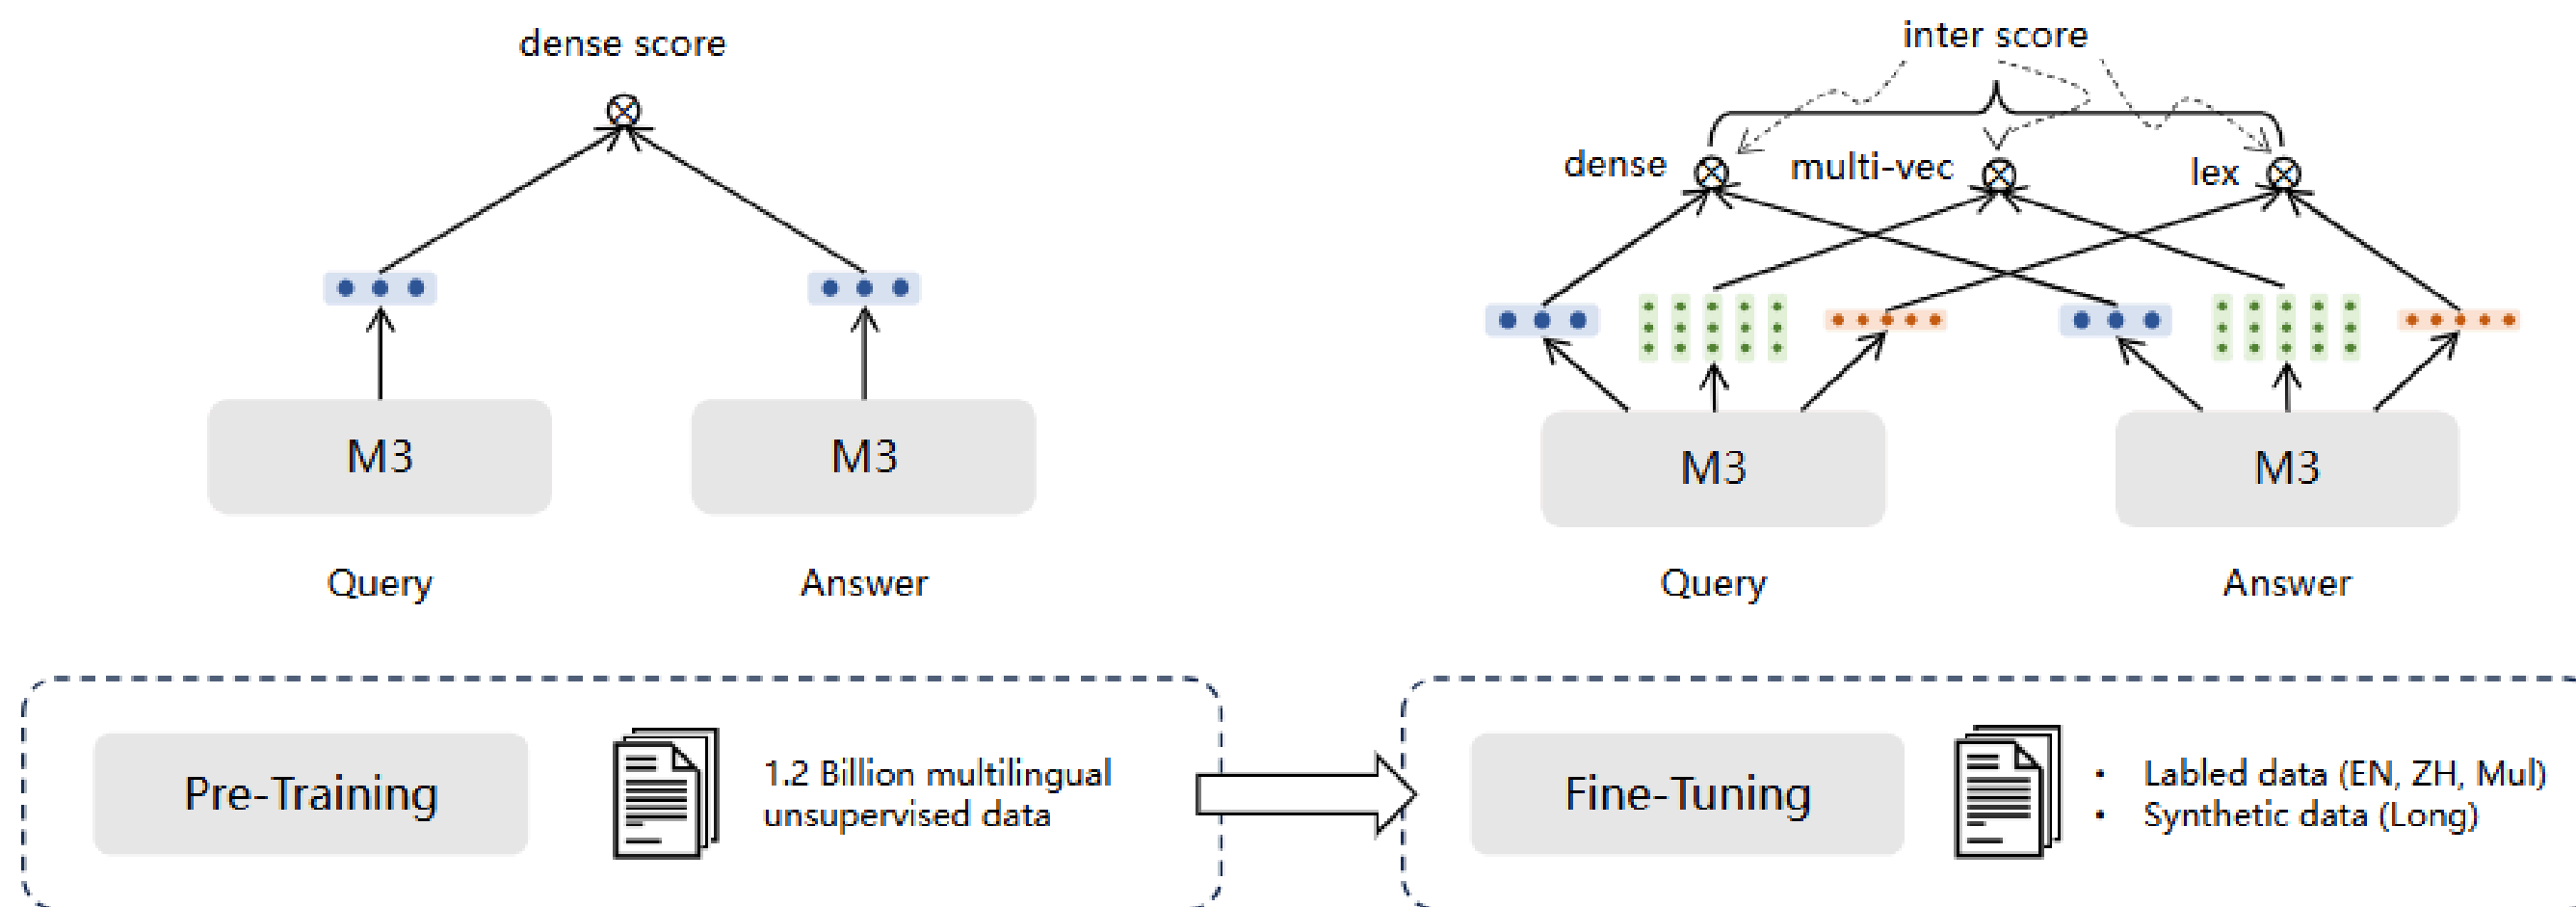 dense score
M3
M3
Query
Answer
inter score
dense
multi-vec
lex
M3
M3
Query
Answer
Pre-Training
1.2 Billion multilingual
unsupervised data
Fine-Tuning
• Labled data (EN, ZH, Mul)
• Synthetic data (Long)